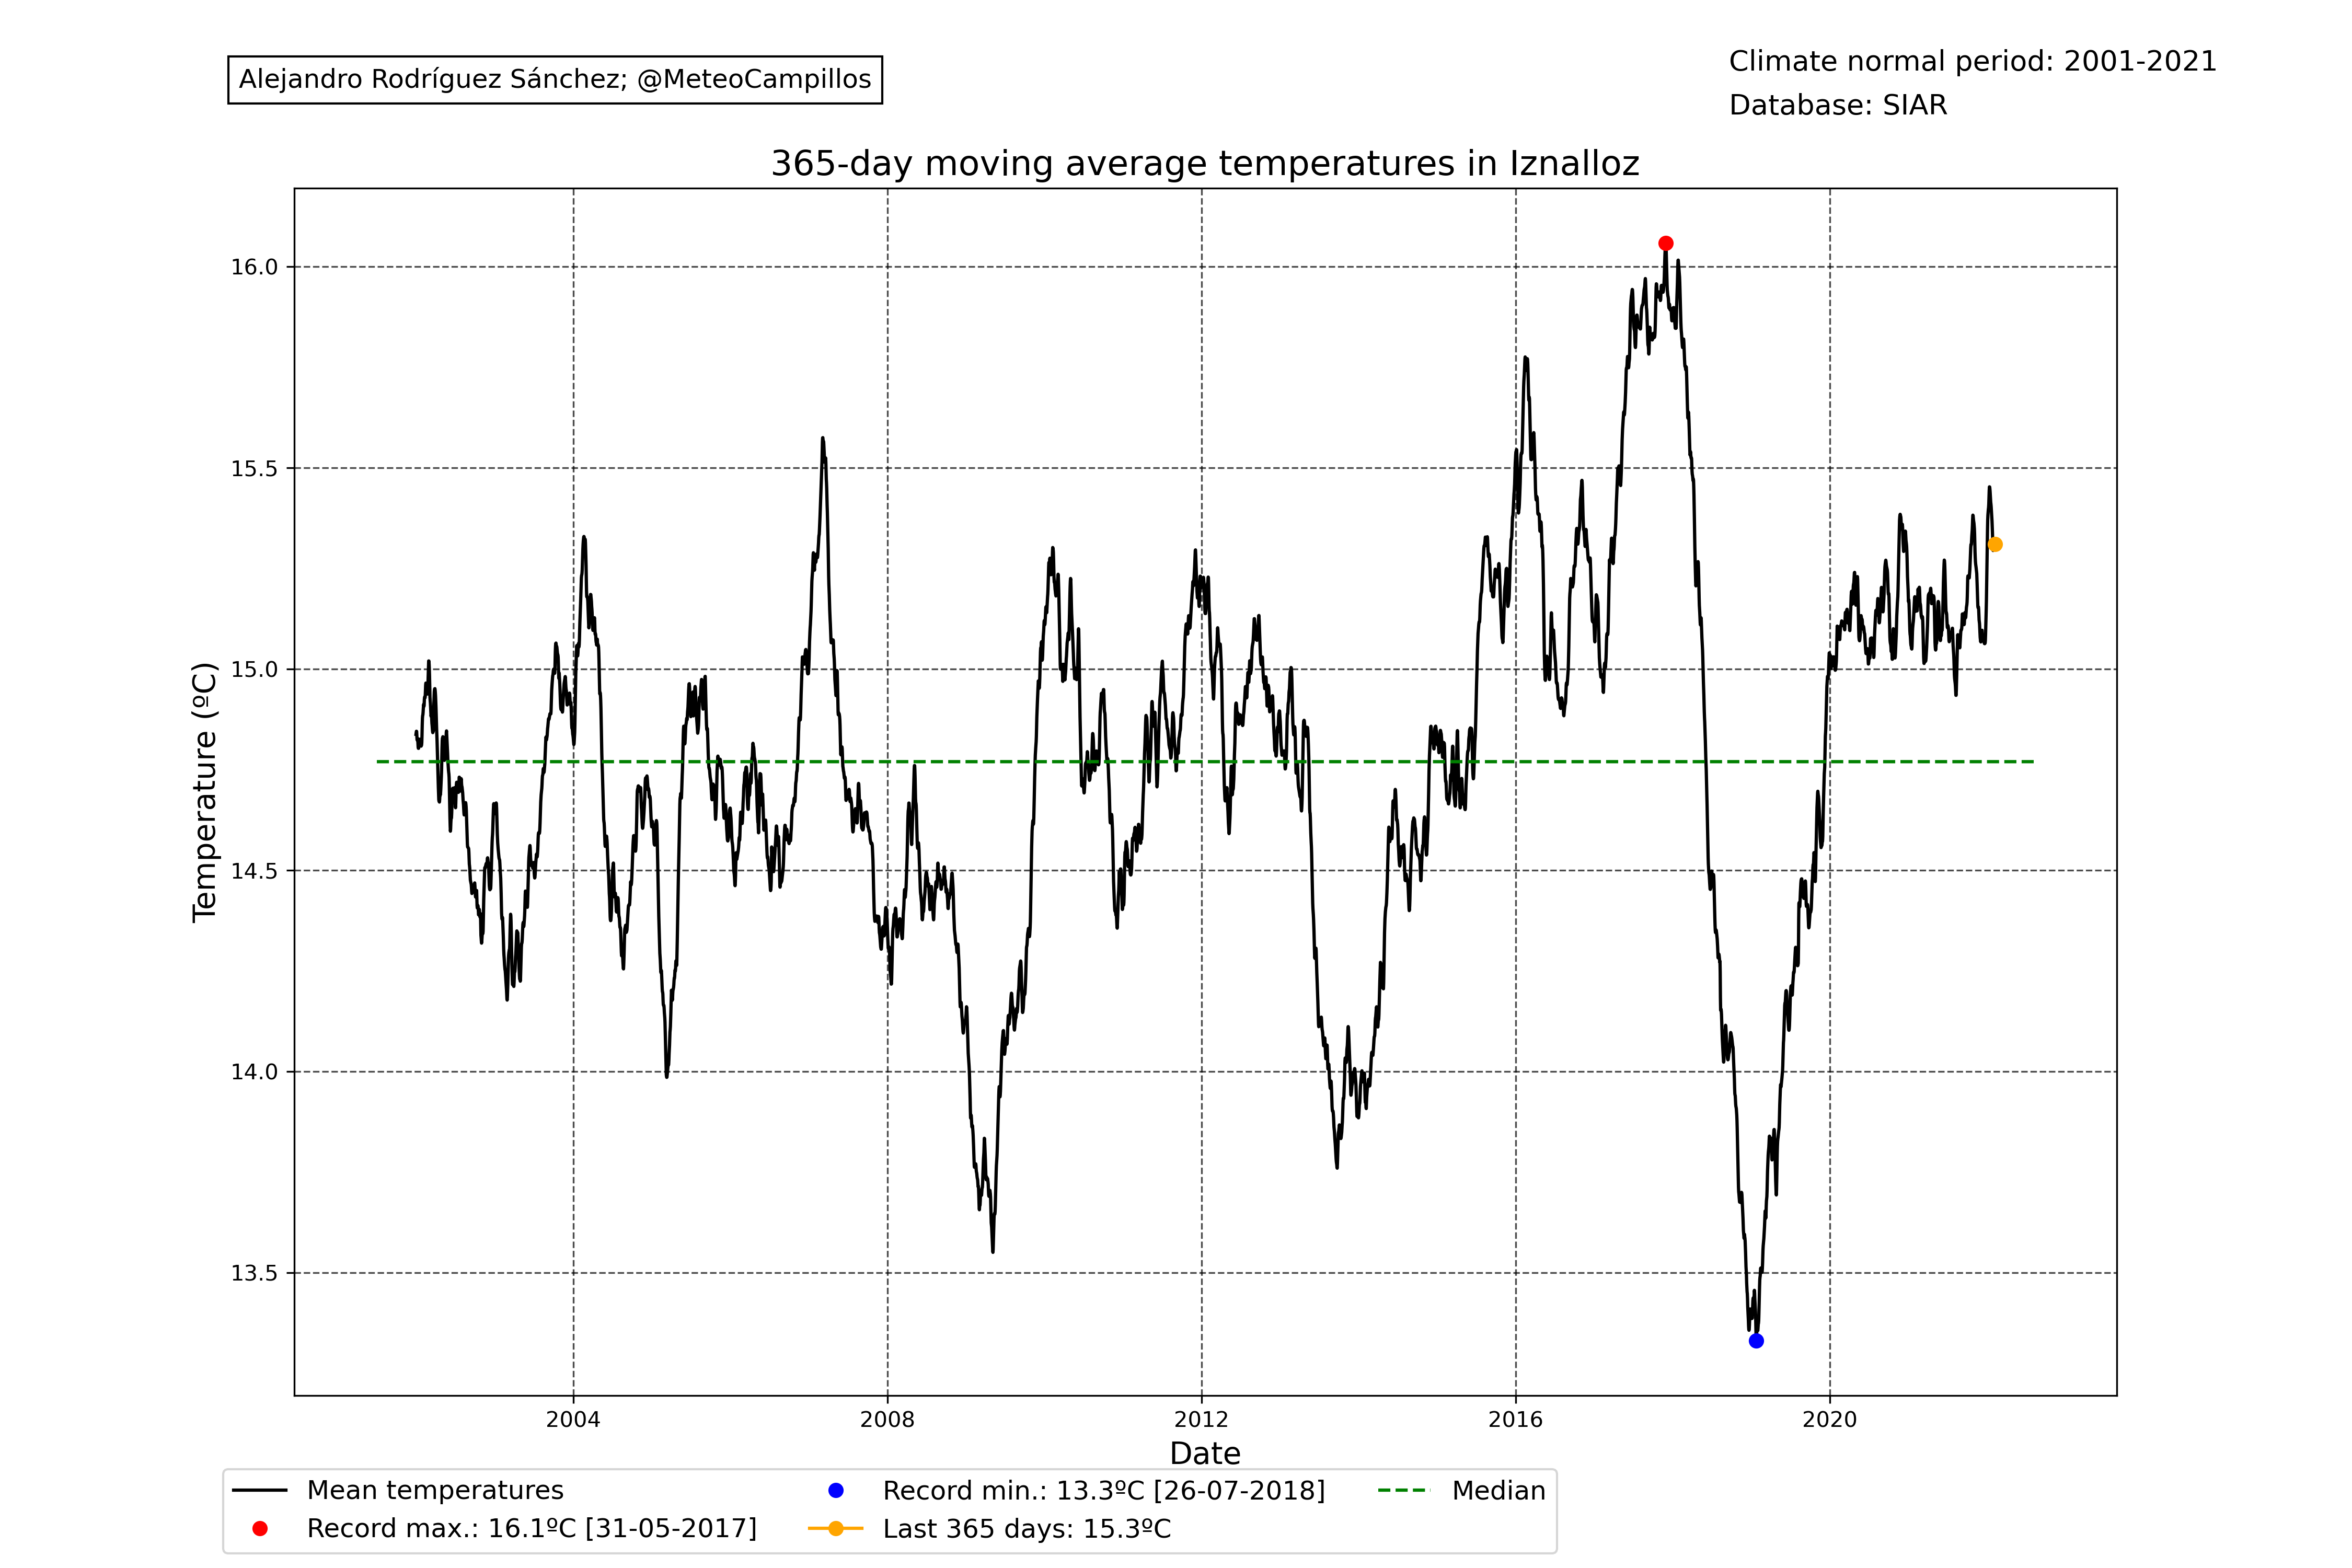 Alejandro Rodríguez Sánchez; @MeteoCampillos
Climate normal period: 2001-2021
Database: SIAR
365-day moving average temperatures in Iznalloz
Temperature (ºC)
16.0
15.5
15.0
14.5
14.0
13.5
2004 2008 2012 2016 2020
Date
Mean temperatures
Record max.: 16.1ºC [31-05-2017]
Record min.: 13.3ºC [26-07-2018]
Last 365 days: 15.3ºC
Median